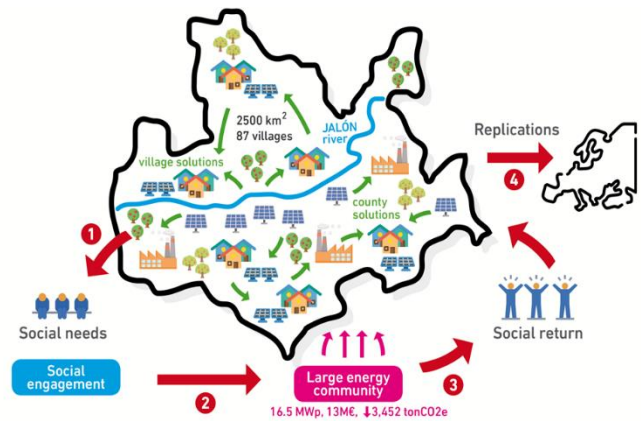 2500 km²
87 villages
JALÓN
river
Replications
4
village solutions
county
solutions
1
Social needs
Social return
Social
engagement
2
Large energy
community
3
16.5 MWp, 13M€, ⬇3,452 tonCO2e